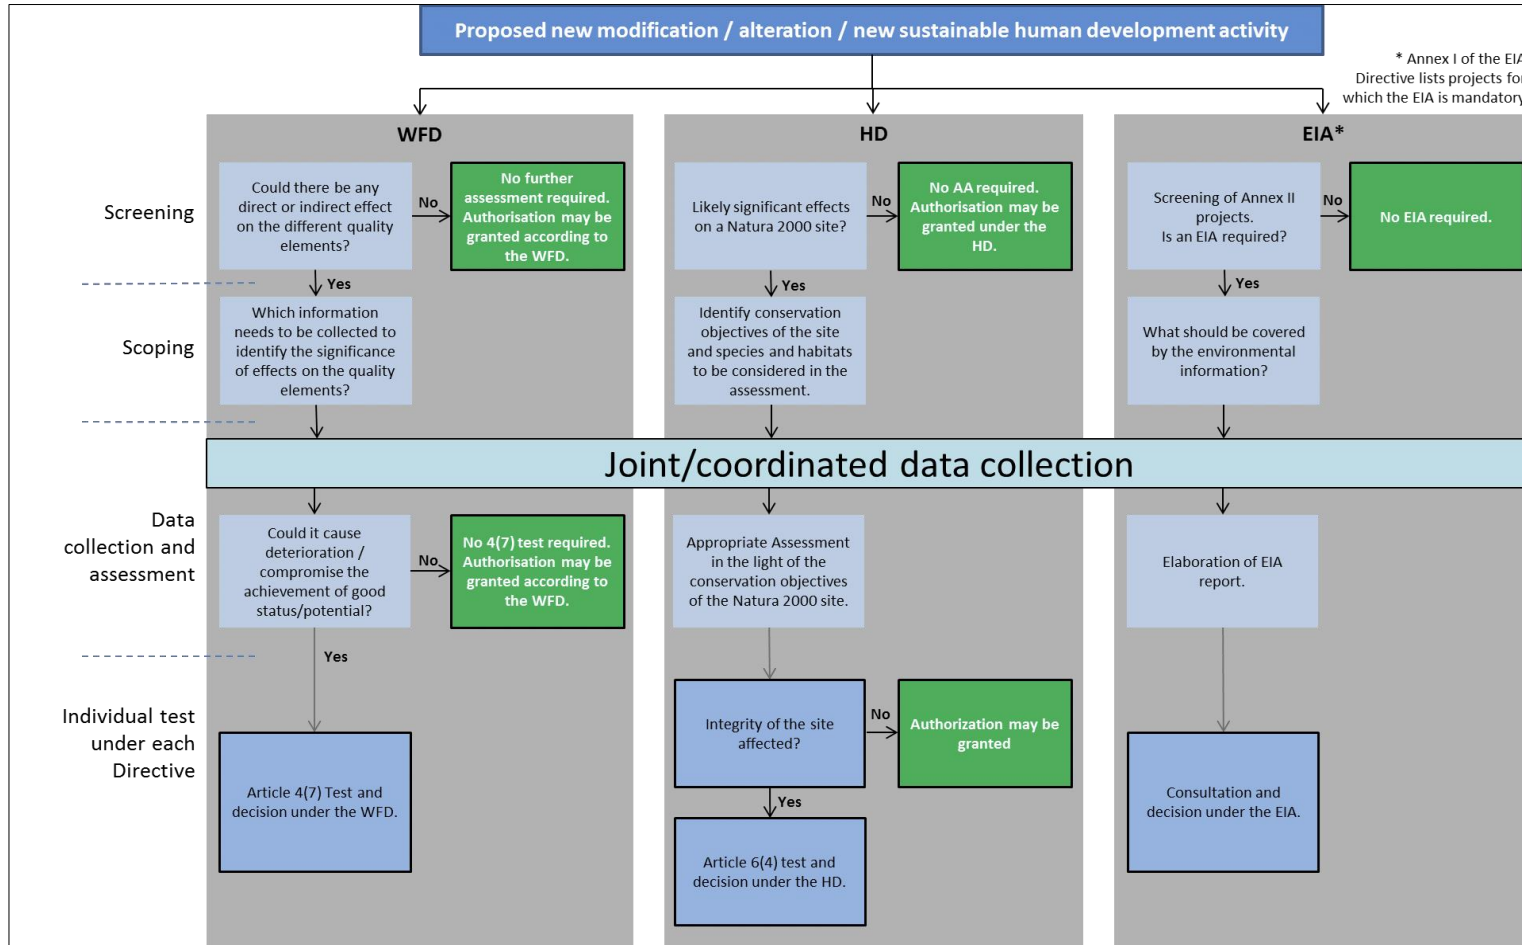 Proposed new modification / alteration / new sustainable human development activity
* Annex I of the EIA
Directive lists projects for
which the EIA is mandatory
WFD
HD
EIA*
Screening
Could there be any
direct or indirect effect
on the different quality
elements?
No
No further
assessment required.
Authorisation may be
granted according to
the WFD.
Likely significant effects
on a Natura 2000 site?
No
No AA required.
Authorisation may be
granted under the
HD.
Screening of Annex II
projects.
Is an EIA required?
No
No EIA required.
Yes
Yes
Yes
Scoping
Which information
needs to be collected to
identify the significance
of effects on the quality
elements?
Identify conservation
objectives of the site
and species and habitats
to be considered in the
assessment.
What should be covered
by the environmental
information?
Joint/coordinated data collection
Data
collection and
assessment
Could it cause
deterioration /
compromise the
achievement of good
status/potential?
No
No 4(7) test required.
Authorisation may be
granted according to
the WFD.
Appropriate Assessment
in the light of the
conservation objectives
of the Natura 2000 site.
Elaboration of EIA
report.
Yes
Individual test
under each
Directive
Article 4(7) Test and
decision under the WFD.
Integrity of the site
affected?
No
Authorization may be
granted
Yes
Article 6(4) test and
decision under the HD.
Consultation and
decision under the EIA.